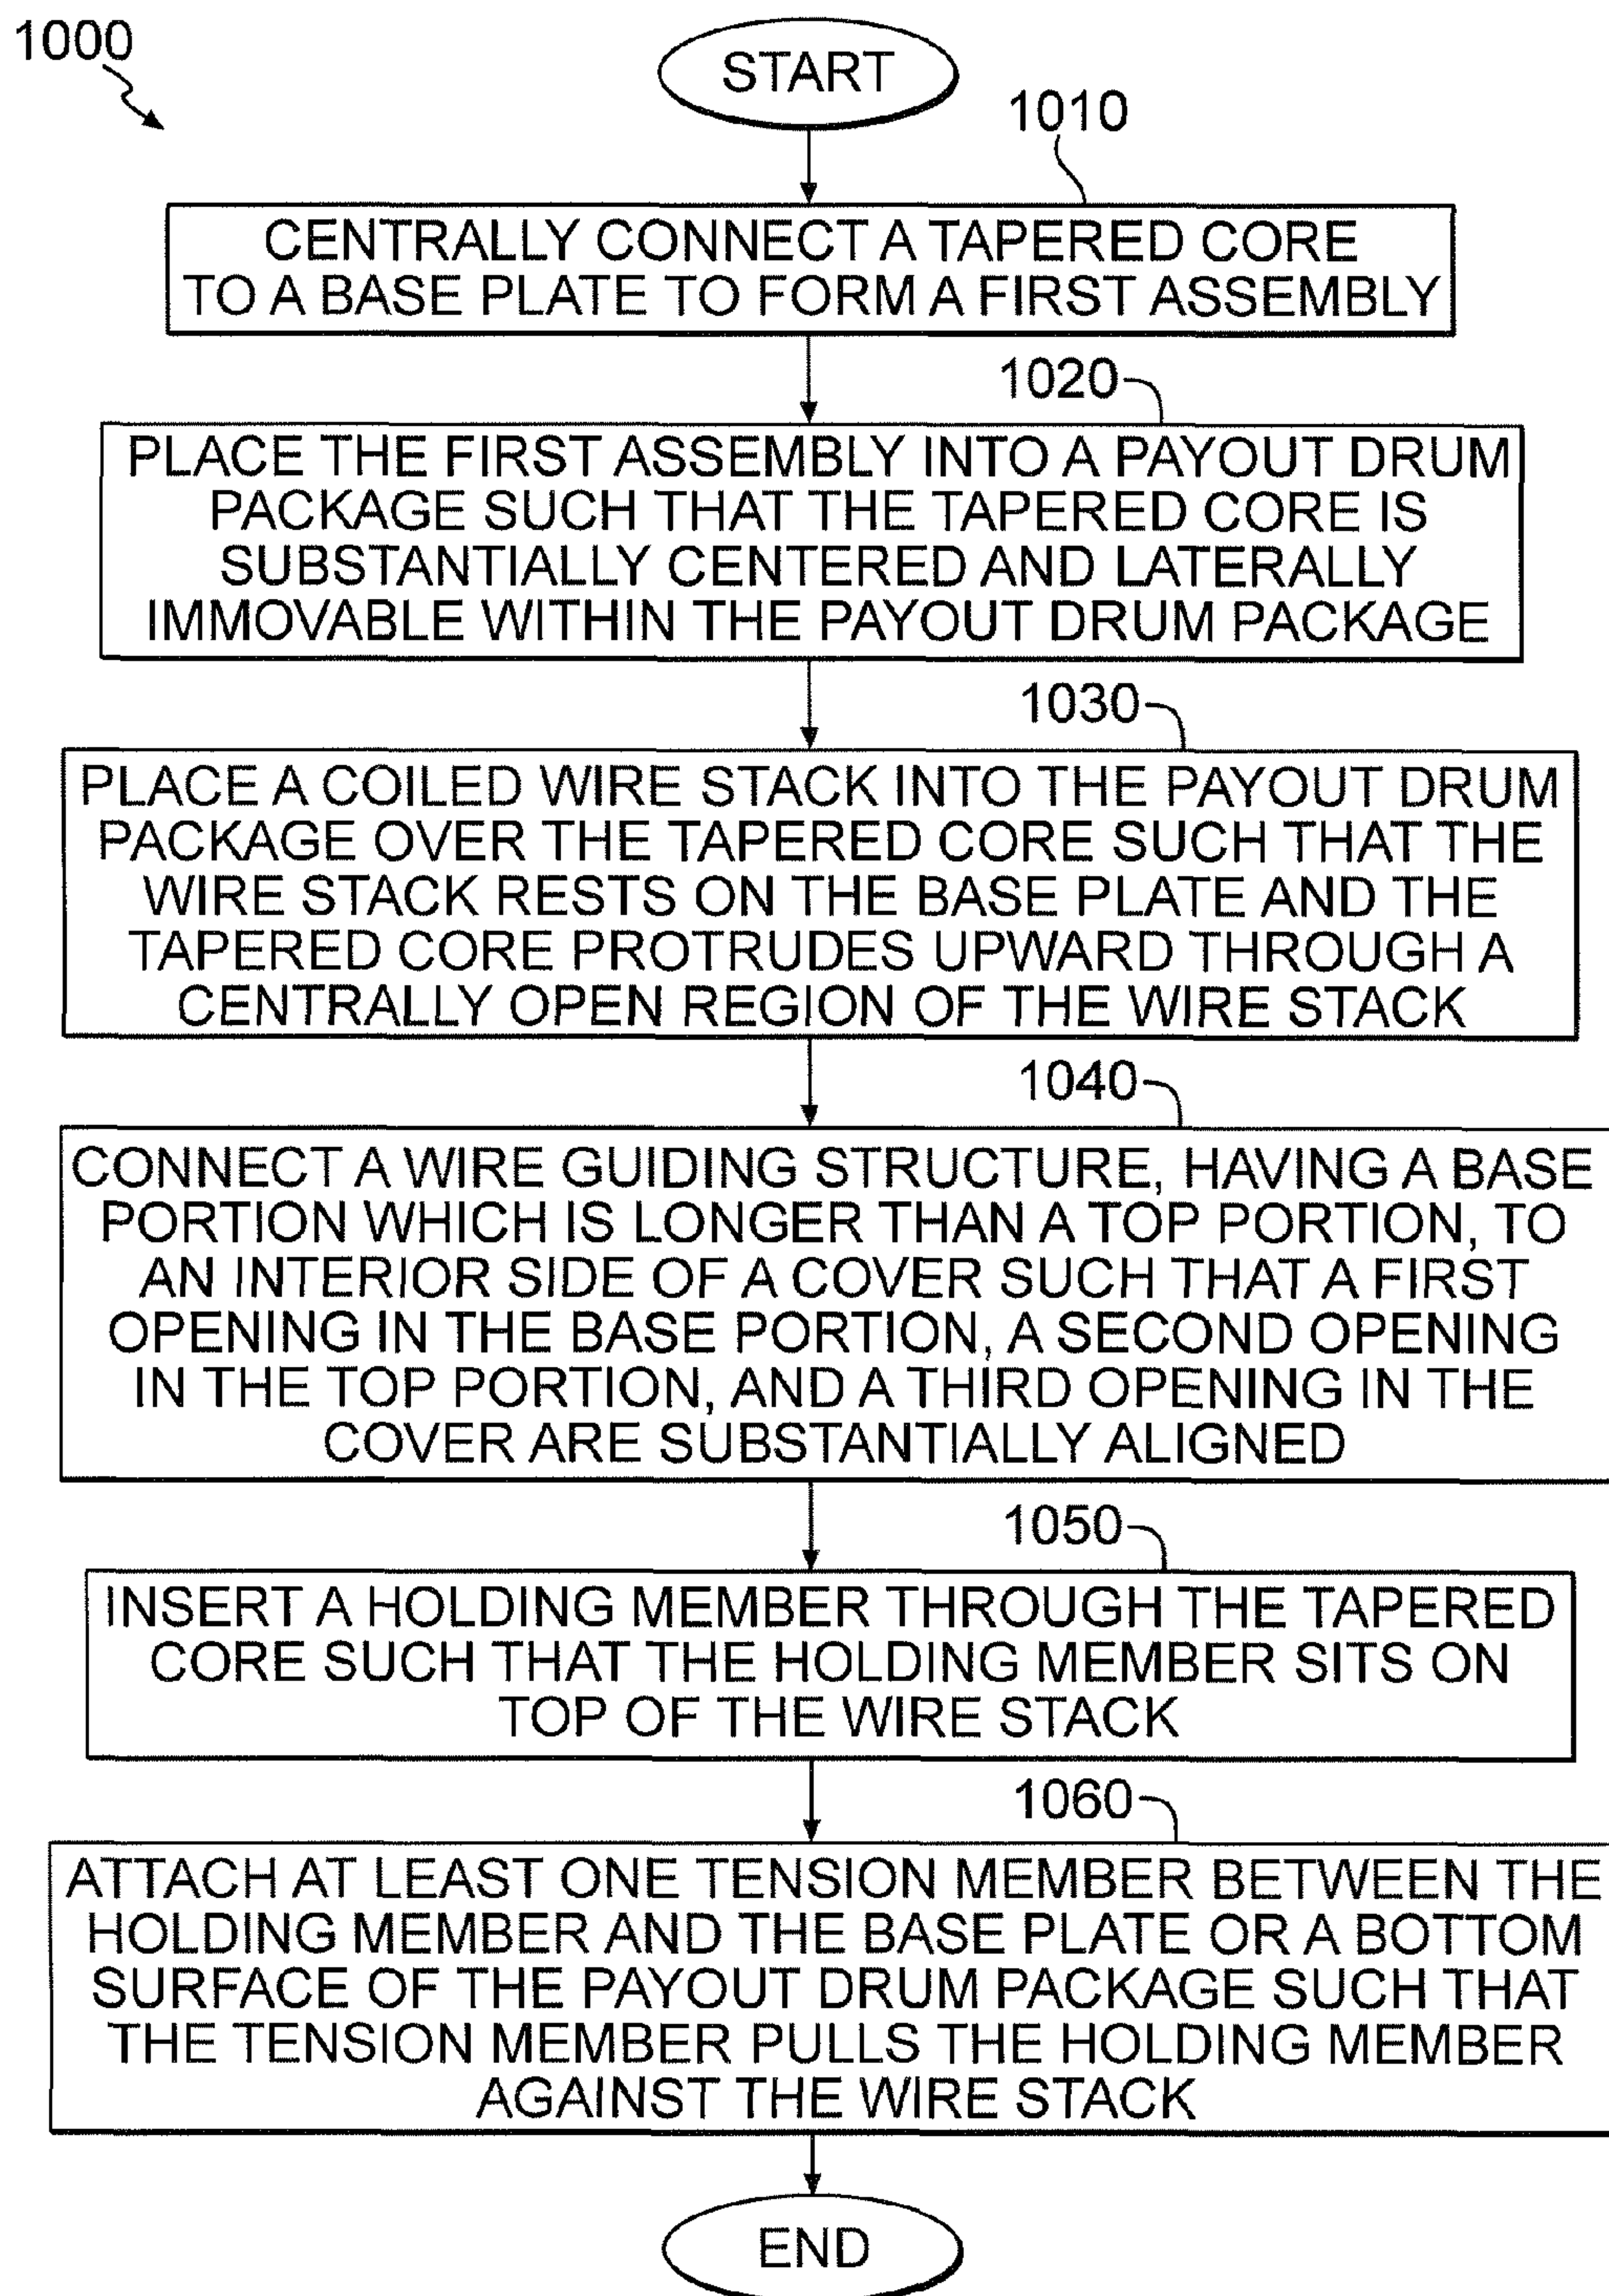 1000
START
1010
CENTRALLY CONNECT A TAPERED CORE
TO A BASE PLATE TO FORM A FIRST ASSEMBLY
1020
PLACE THE FIRST ASSEMBLY INTO A PAYOUT DRUM
PACKAGE SUCH THAT THE TAPERED CORE IS
SUBSTANTIALLY CENTERED AND LATERALLY
IMMOVABLE WITHIN THE PAYOUT DRUM PACKAGE
1030
PLACE A COILED WIRE STACK INTO THE PAYOUT DRUM
PACKAGE OVER THE TAPERED CORE SUCH THAT THE
WIRE STACK RESTS ON THE BASE PLATE AND THE
TAPERED CORE PROTRUDES UPWARD THROUGH A
CENTRALLY OPEN REGION OF THE WIRE STACK
1040
CONNECT A WIRE GUIDING STRUCTURE, HAVING A BASE
PORTION WHICH IS LONGER THAN A TOP PORTION, TO
AN INTERIOR SIDE OF A COVER SUCH THAT A FIRST
OPENING IN THE BASE PORTION, A SECOND OPENING
IN THE TOP PORTION, AND A THIRD OPENING IN THE
COVER ARE SUBSTANTIALLY ALIGNED
1050
INSERT A HOLDING MEMBER THROUGH THE TAPERED
CORE SUCH THAT THE HOLDING MEMBER SITS ON
TOP OF THE WIRE STACK
1060
ATTACH AT LEAST ONE TENSION MEMBER BETWEEN THE
HOLDING MEMBER AND THE BASE PLATE OR A BOTTOM
SURFACE OF THE PAYOUT DRUM PACKAGE SUCH THAT
THE TENSION MEMBER PULLS THE HOLDING MEMBER
AGAINST THE WIRE STACK
END